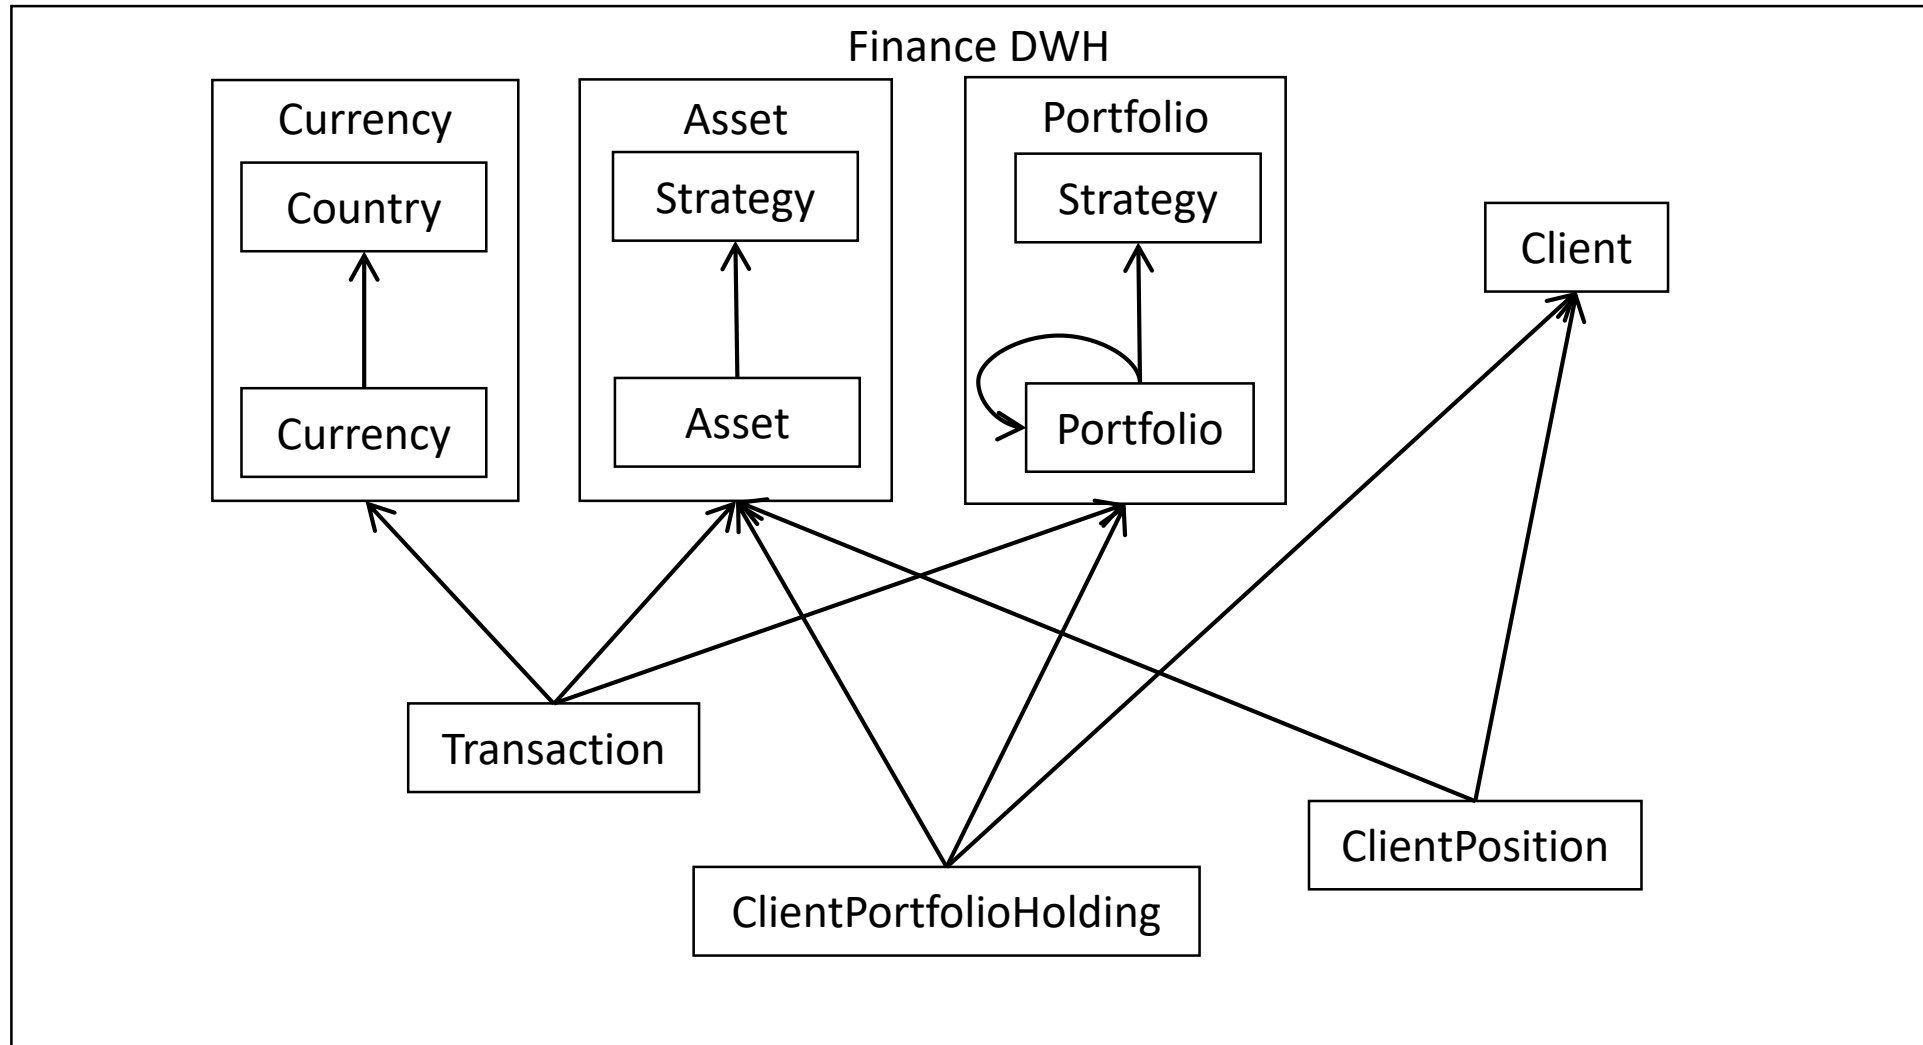 Finance DWH
Currency
Asset
Portfolio
Country
Strategy
Strategy
Client
Currency
Asset
Portfolio
Transaction
ClientPosition
ClientPortfolioHolding